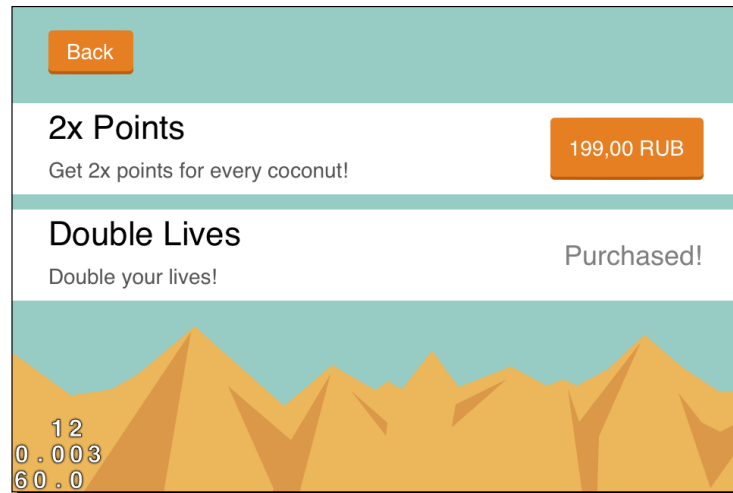 Back
2x Points
Get 2x points for every coconut!
199,00 RUB
Double Lives
Double your lives!
Purchased!
12
0.003
60.0